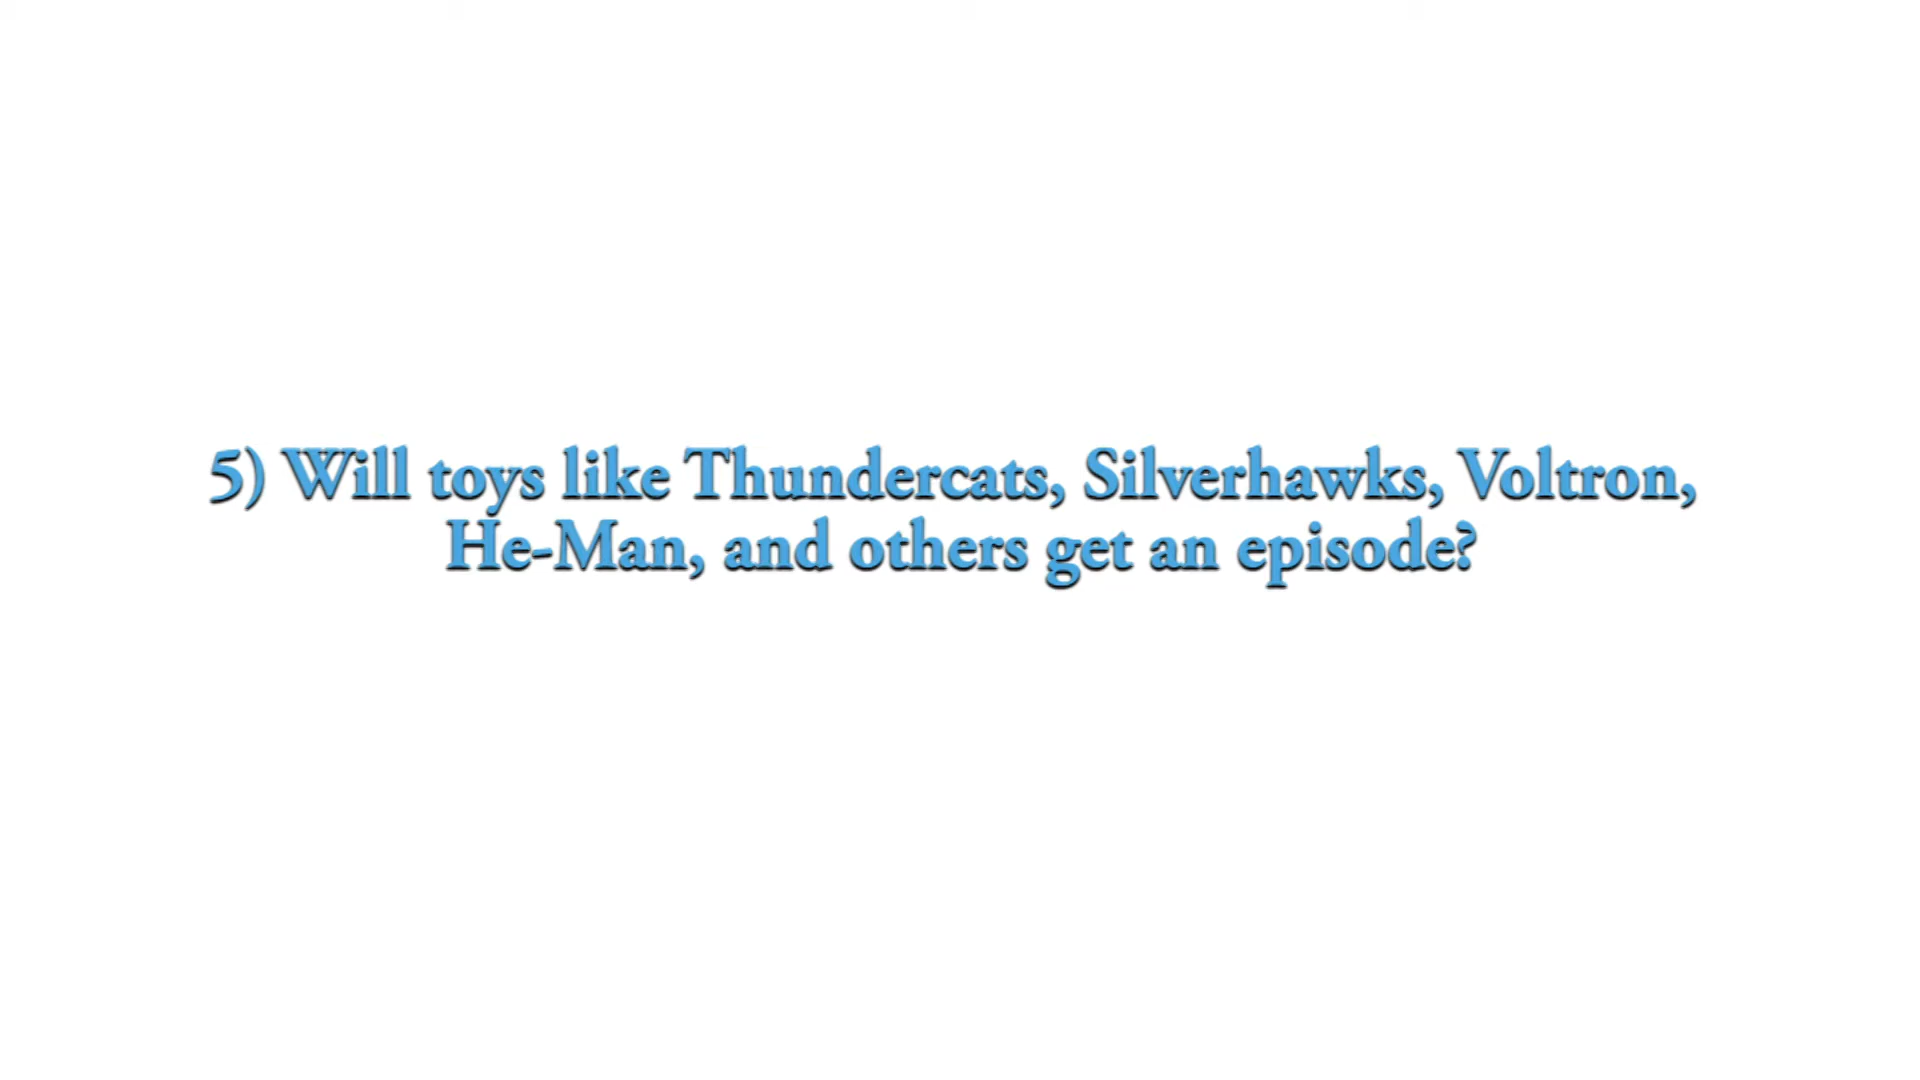 5) Will toys like Thundercats, Silverhawks, Voltron,
He-Man, and others get an episode?